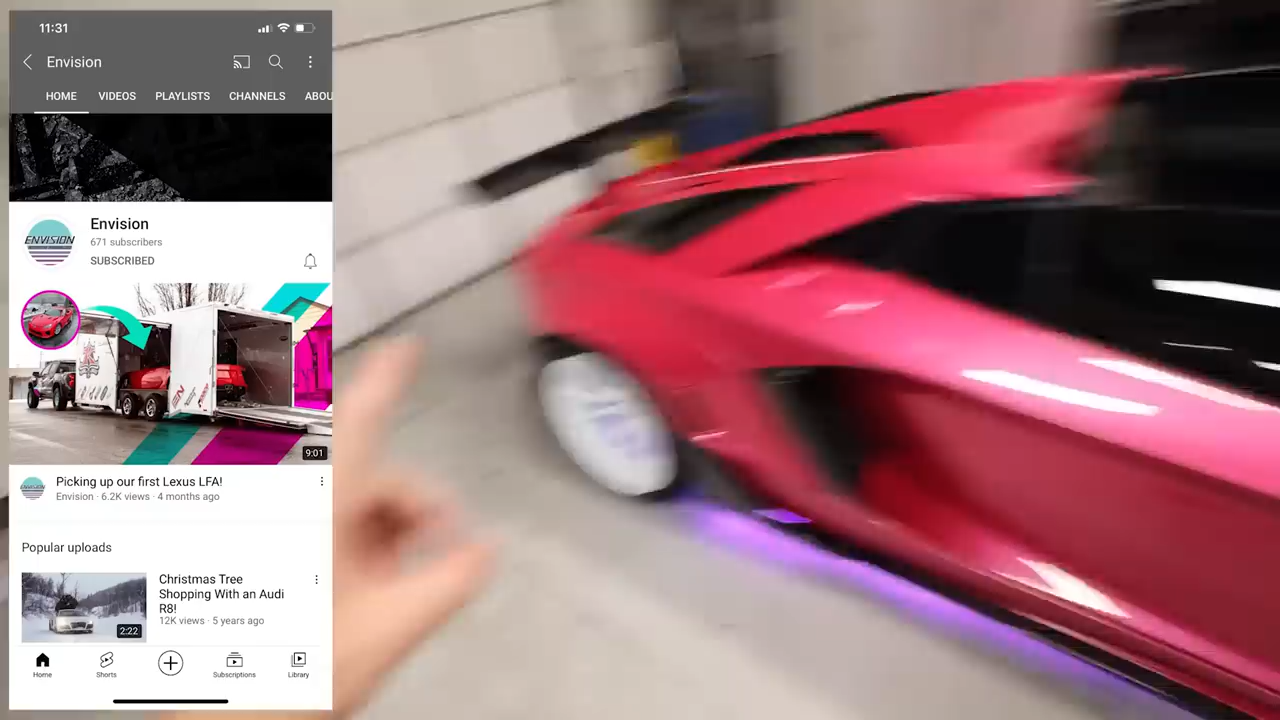 11:31
Envision
HOME VIDEOS PLAYLISTS CHANNELS ABOU
ENVISION
Envision
671 subscribers
SUBSCRIBED
9:01
ENVISION
Picking up our first Lexus LFA!
Envision · 6.2K views · 4 months ago
Popular uploads
Christmas Tree
Shopping With an Audi
R8!
12K views · 5 years ago
2:22
Home Shorts Subscriptions Library